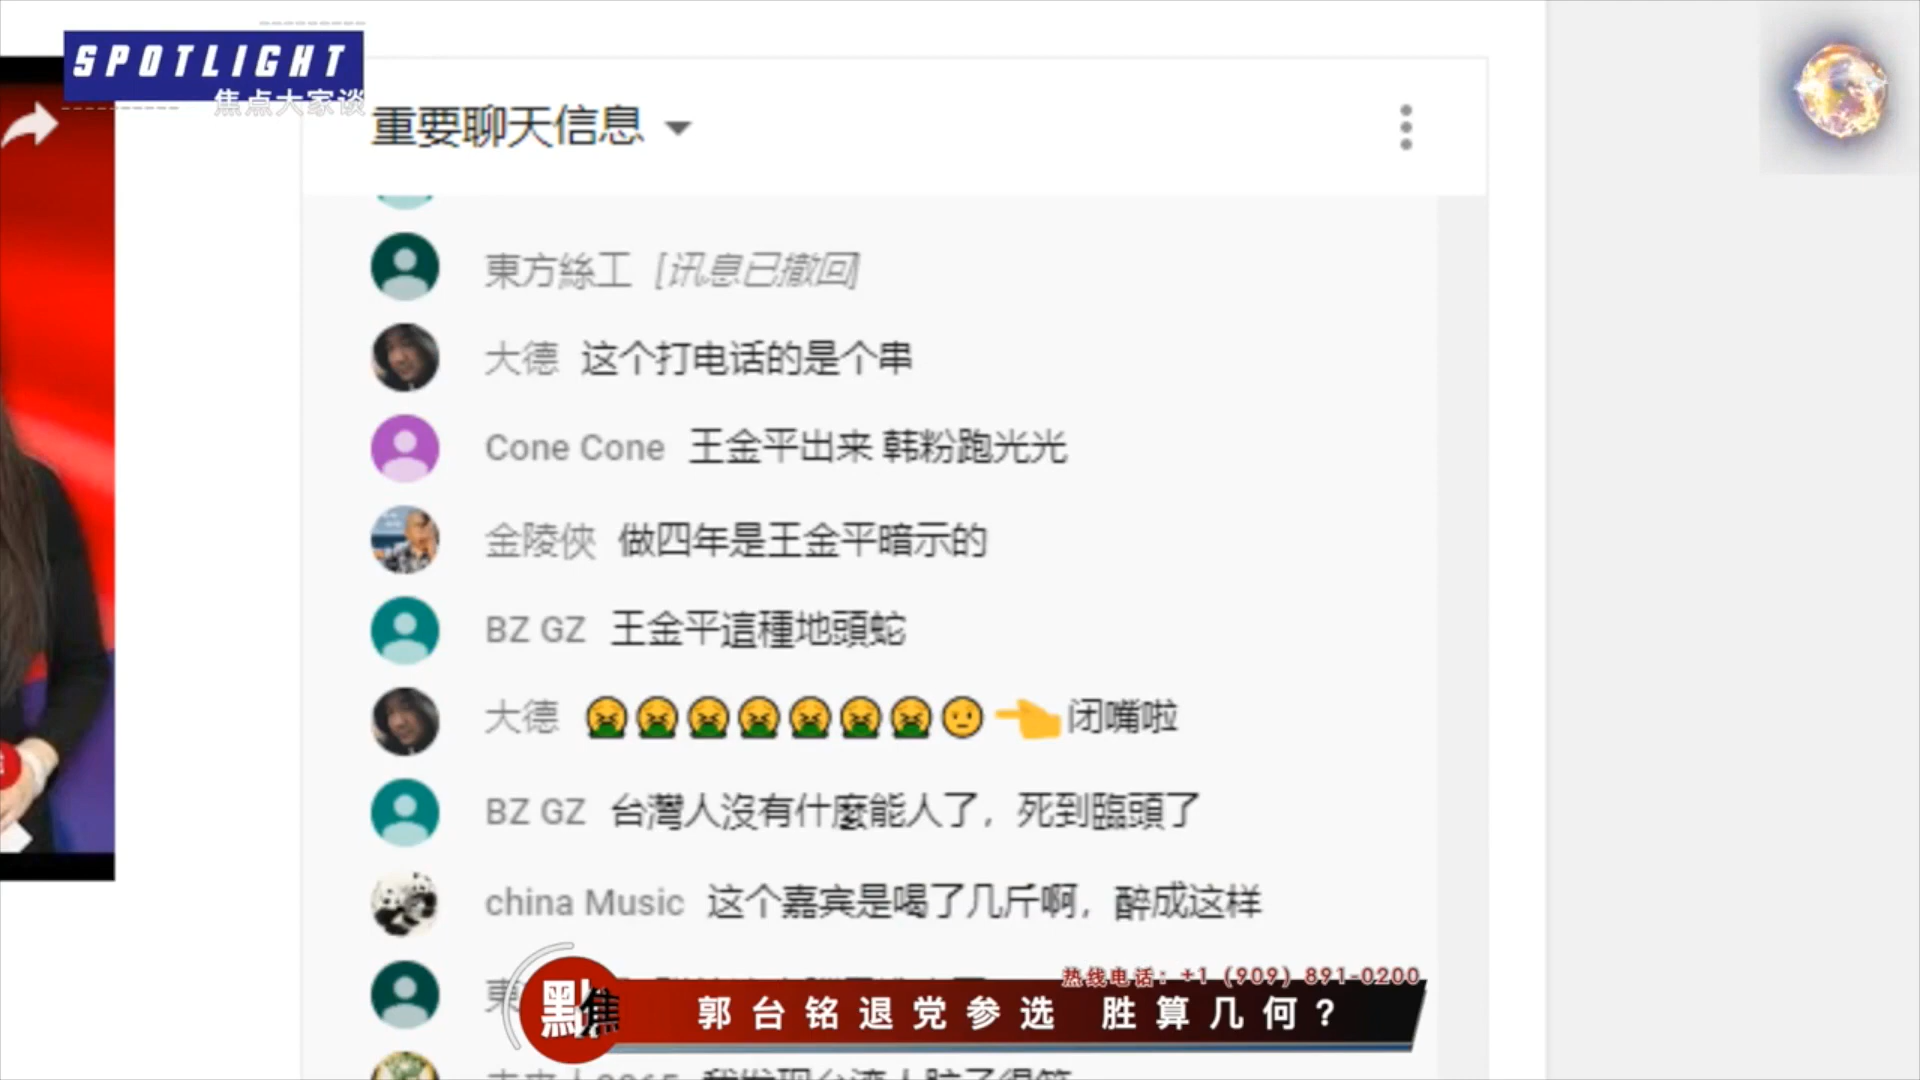 SPOTLIGHT
焦点大家谈
重要聊天信息
東方絲工 [讯息已撤回]
大德 这个打电话的是个串
Cone Cone 王金平出来 韩粉跑光光
金陵俠 做四年是王金平暗示的
BZ GZ 王金平這種地頭蛇
大德 🤮🤮🤮🤮🤮🤮🤮🤨👈闭嘴啦
BZ GZ 台灣人沒有什麼能人了，死到臨頭了
china Music 这个嘉宾是喝了几斤啊，醉成这样
热线电话：+1 (909) 891-0200
點焦
郭台铭退党参选 胜算几何？